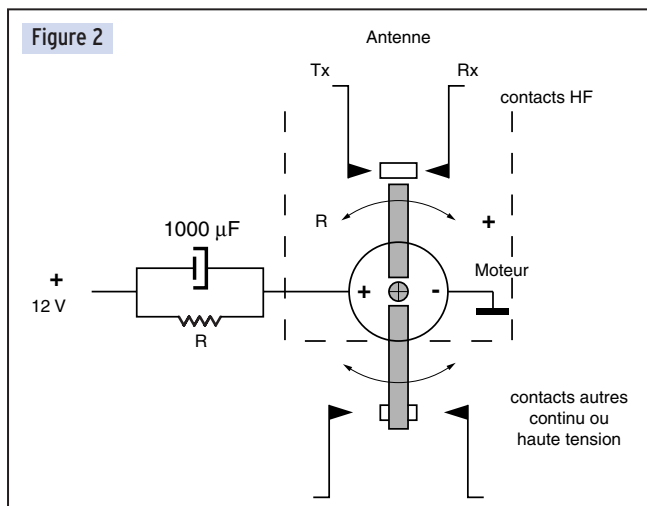 Figure 2
Antenne
Tx
Rx
contacts HF
R
+
1000 µF
+
12 V
R
+
-
Moteur
contacts autres
continu ou
haute tension